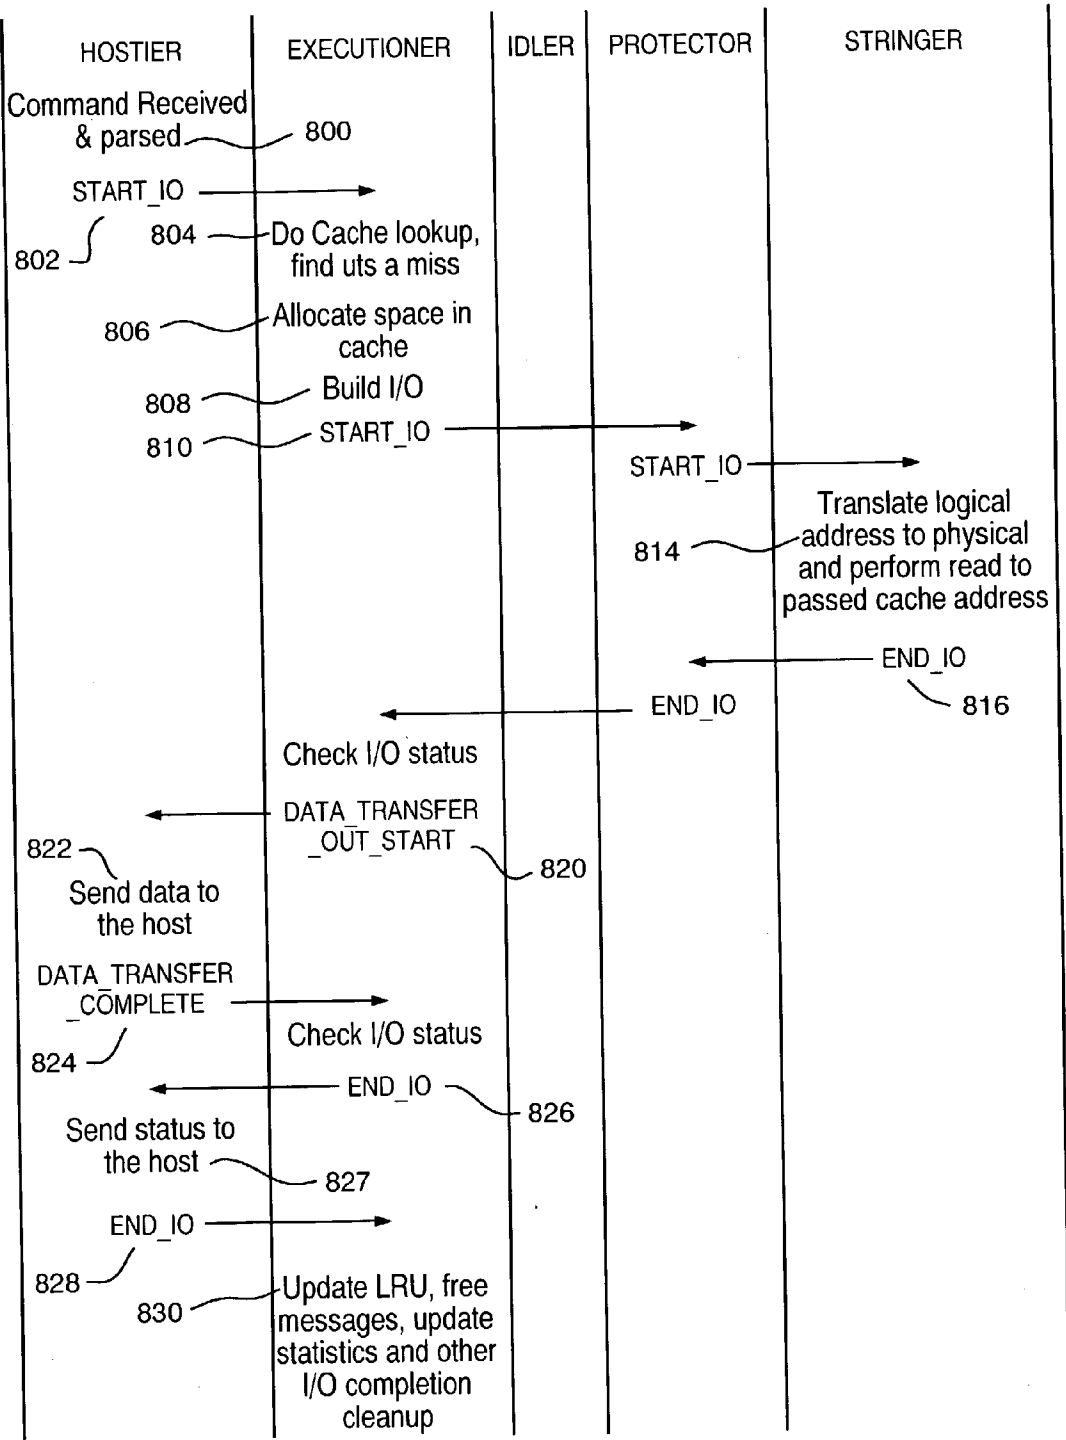 HOSTIER
EXECUTIONER
IDLER
PROTECTOR
STRINGER
Command Received
& parsed
800
START_IO
802
804
Do Cache lookup,
find uts a miss
806
Allocate space in
cache
808
Build I/O
810
START_IO
START_IO
814
Translate logical
address to physical
and perform read to
passed cache address
END_IO
816
END_IO
Check I/O status
DATA_TRANSFER
_OUT_START
820
822
Send data to
the host
DATA_TRANSFER
_COMPLETE
824
Check I/O status
END_IO
826
Send status to
the host
827
END_IO
828
830
Update LRU, free
messages, update
statistics and other
I/O completion
cleanup